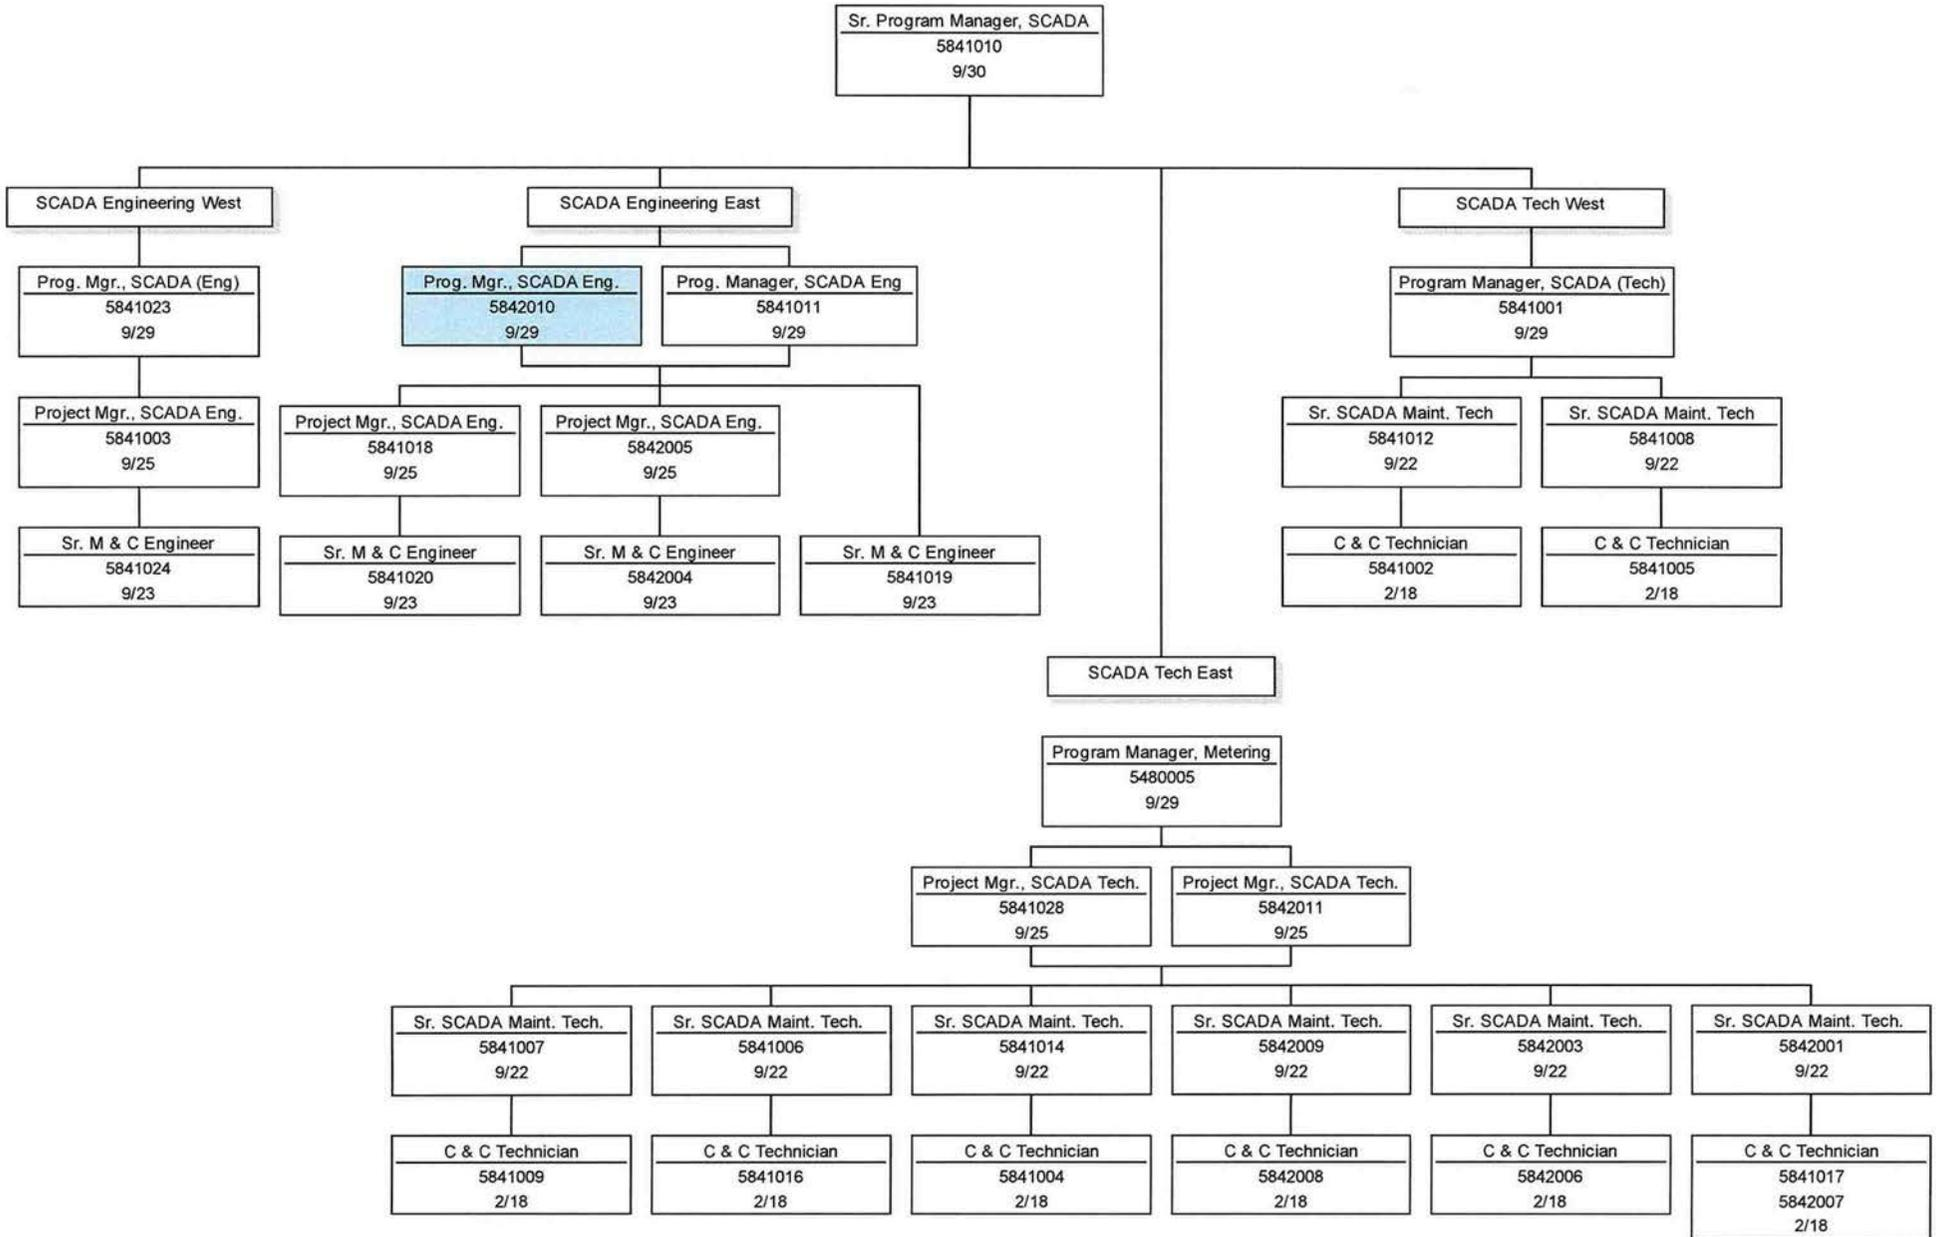 Sr. Program Manager, SCADA
5841010
9/30
SCADA Engineering West
SCADA Engineering East
SCADA Tech West
Prog. Mgr., SCADA (Eng)
5841023
9/29
Prog. Mgr., SCADA Eng.
5842010
9/29
Prog. Manager, SCADA Eng
5841011
9/29
Program Manager, SCADA (Tech)
5841001
9/29
Project Mgr., SCADA Eng.
5841003
9/25
Project Mgr., SCADA Eng.
5841018
9/25
Project Mgr., SCADA Eng.
5842005
9/25
Sr. SCADA Maint. Tech
5841012
9/22
Sr. SCADA Maint. Tech
5841008
9/22
Sr. M & C Engineer
5841024
9/23
Sr. M & C Engineer
5841020
9/23
Sr. M & C Engineer
5842004
9/23
Sr. M & C Engineer
5841019
9/23
C & C Technician
5841002
2/18
C & C Technician
5841005
2/18
SCADA Tech East
Program Manager, Metering
5480005
9/29
Project Mgr., SCADA Tech.
5841028
9/25
Project Mgr., SCADA Tech.
5842011
9/25
Sr. SCADA Maint. Tech.
5841007
9/22
Sr. SCADA Maint. Tech.
5841006
9/22
Sr. SCADA Maint. Tech.
5841014
9/22
Sr. SCADA Maint. Tech.
5842009
9/22
Sr. SCADA Maint. Tech.
5842003
9/22
Sr. SCADA Maint. Tech.
5842001
9/22
C & C Technician
5841009
2/18
C & C Technician
5841016
2/18
C & C Technician
5841004
2/18
C & C Technician
5842008
2/18
C & C Technician
5842006
2/18
C & C Technician
5841017
5842007
2/18